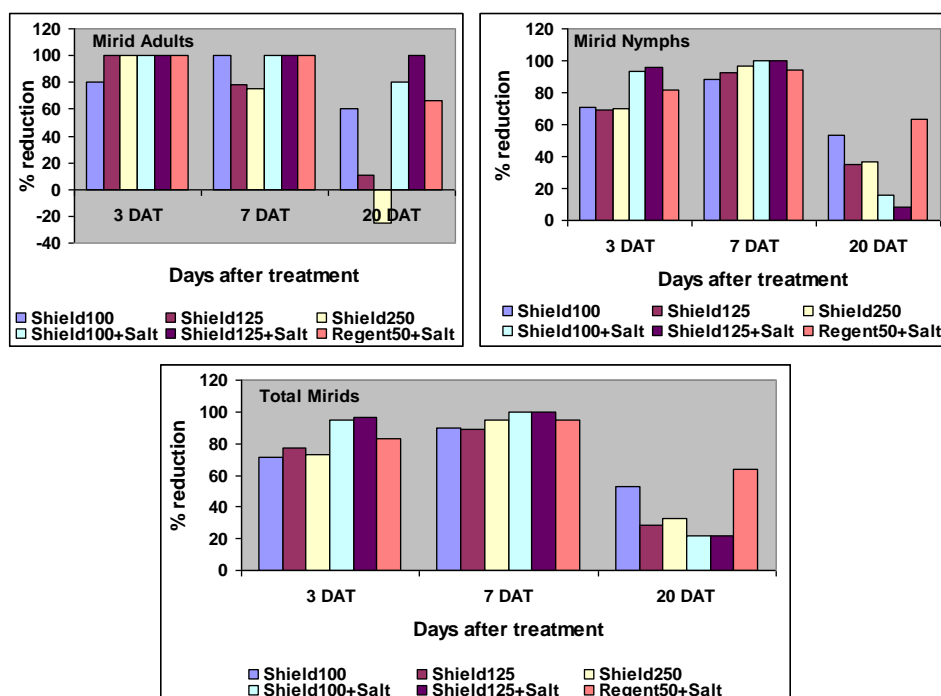 Mirid Adults
120
100
80
60
40
20
0
-20
-40
% reduction
3 DAT 7 DAT 20 DAT
Days after treatment
Shield100 Shield125 Shield250
Shield100+Salt Shield125+Salt Regent50+Salt
Mirid Nymphs
120
100
80
60
40
20
0
% reduction
3 DAT 7 DAT 20 DAT
Days after treatment
Shield100 Shield125 Shield250
Shield100+Salt Shield125+Salt Regent50+Salt
Total Mirids
120
100
80
60
40
20
0
% reduction
3 DAT 7 DAT 20 DAT
Days after treatment
Shield100 Shield125 Shield250
Shield100+Salt Shield125+Salt Regent50+Salt